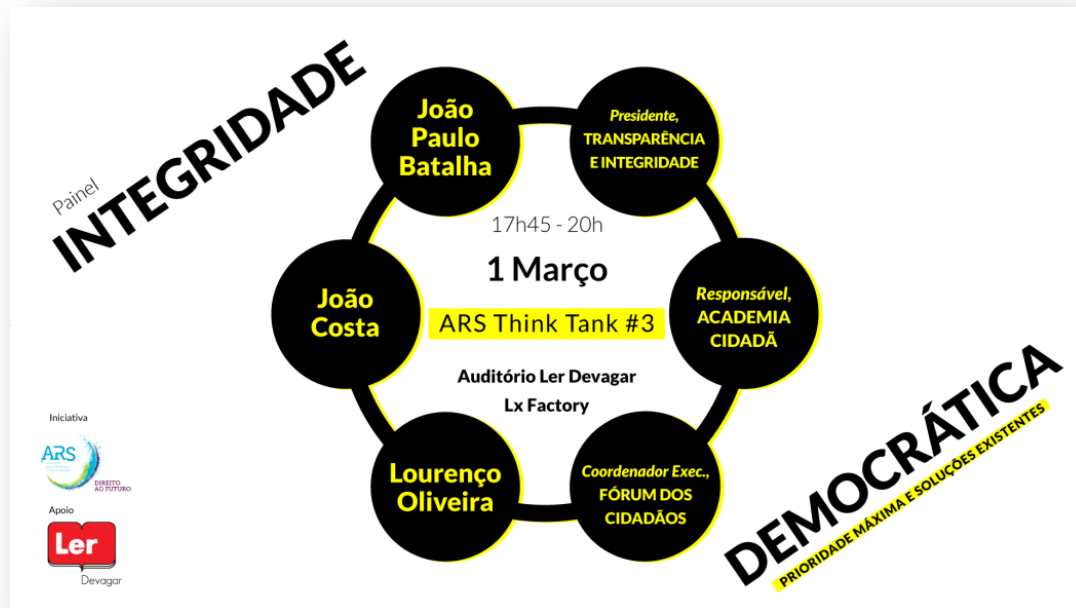 Painel
INTEGRIDADE
João
Paulo
Batalha
Presidente,
TRANSPARÊNCIA
E INTEGRIDADE
17h45 - 20h
1 Março
ARS Think Tank #3
Auditório Ler Devagar
Lx Factory
João
Costa
Responsável,
ACADEMIA
CIDADÃ
Lourenço
Oliveira
Coordenador Exec.,
FÓRUM DOS
CIDADÃOS
DEMOCRÁTICA
PRIORIDADE MÁXIMA E SOLUÇÕES EXISTENTES
Iniciativa
ARS
DIREITO
AO FUTURO
Apoio
Ler
Devagar